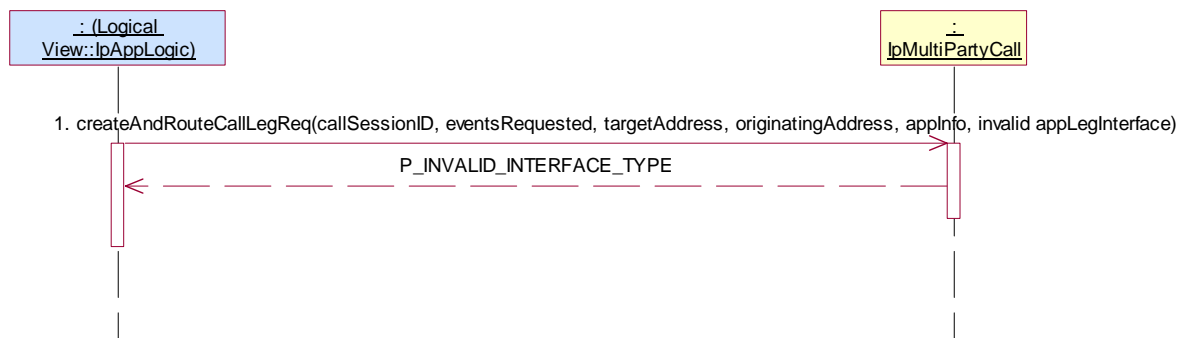 : (Logical
View::IpAppLogic)
:
IpMultiPartyCall
1. createAndRouteCallLegReq(callSessionID, eventsRequested, targetAddress, originatingAddress, appInfo, invalid appLegInterface)
P_INVALID_INTERFACE_TYPE